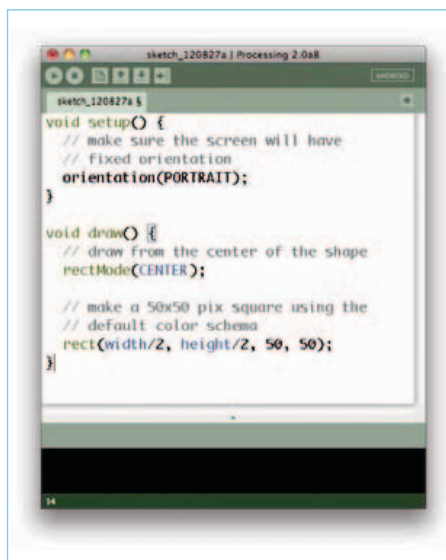 sketch_120827a | Processing 2.0a8
ANDROID
sketch_120827a §
void setup() {
// make sure the screen will have
// fixed orientation
orientation(PORTRAIT);
}
void draw() {
// draw from the center of the shape
rectMode(CENTER);
// make a 50x50 pix square using the
// default color schema
rect(width/2, height/2, 50, 50);
}
14